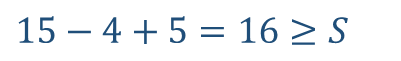 15 − 4 + 5 = 16 ≥ S